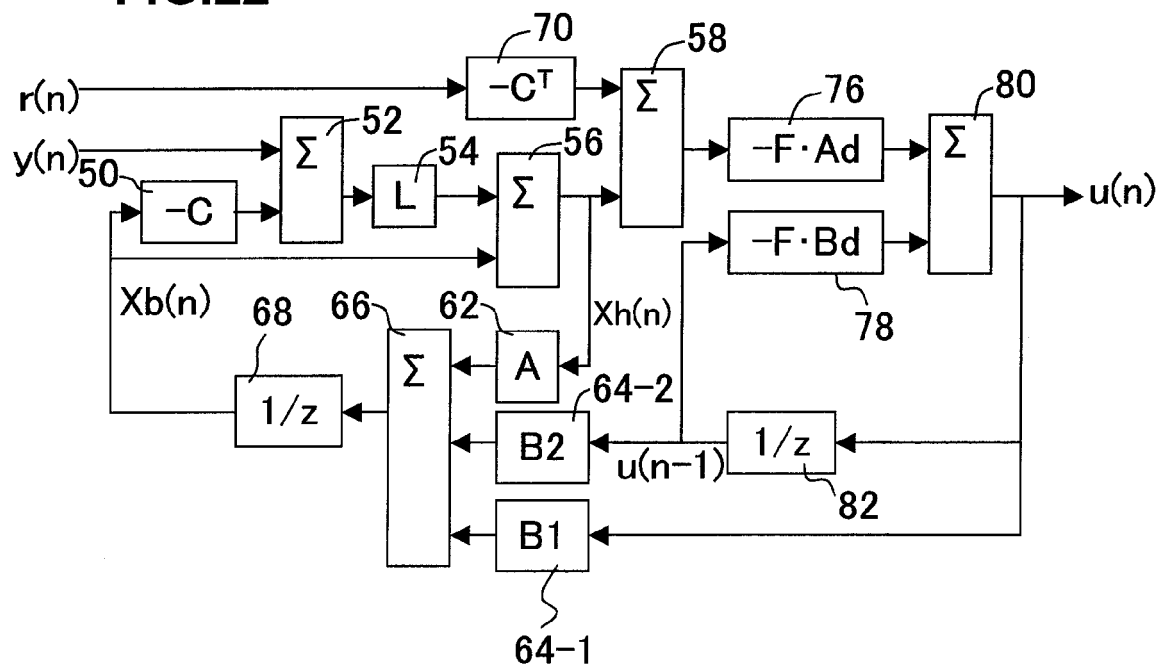 70
58
r(n)
-Cᵀ
Σ
76
80
52
y(n)
Σ
54
56
-F·Ad
Σ
50
-C
L
Σ
u(n)
-F·Bd
Xb(n)
68
66
62
Xh(n)
78
Σ
A
64-2
1/z
B2
u(n-1)
1/z
82
B1
64-1